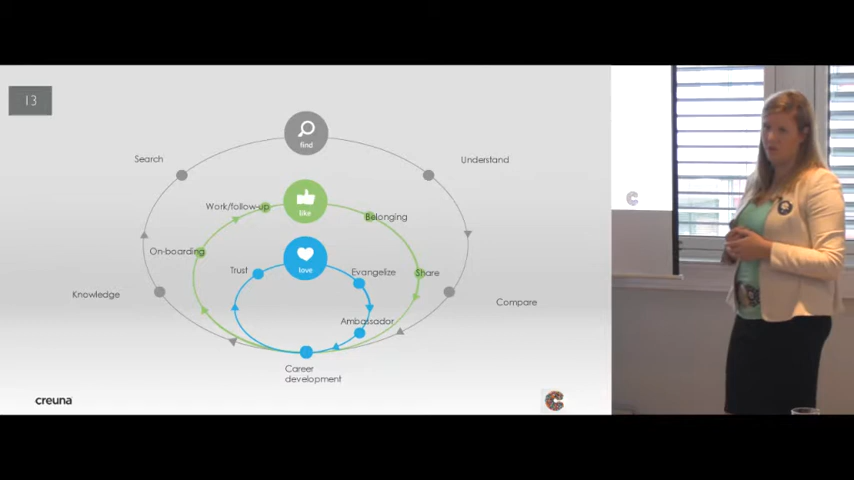 13
find
Search
Understand
like
Work/follow-up
Belonging
On-boarding
love
Trust
Evangelize
Share
Knowledge
Compare
Ambassador
Career
development
creuna